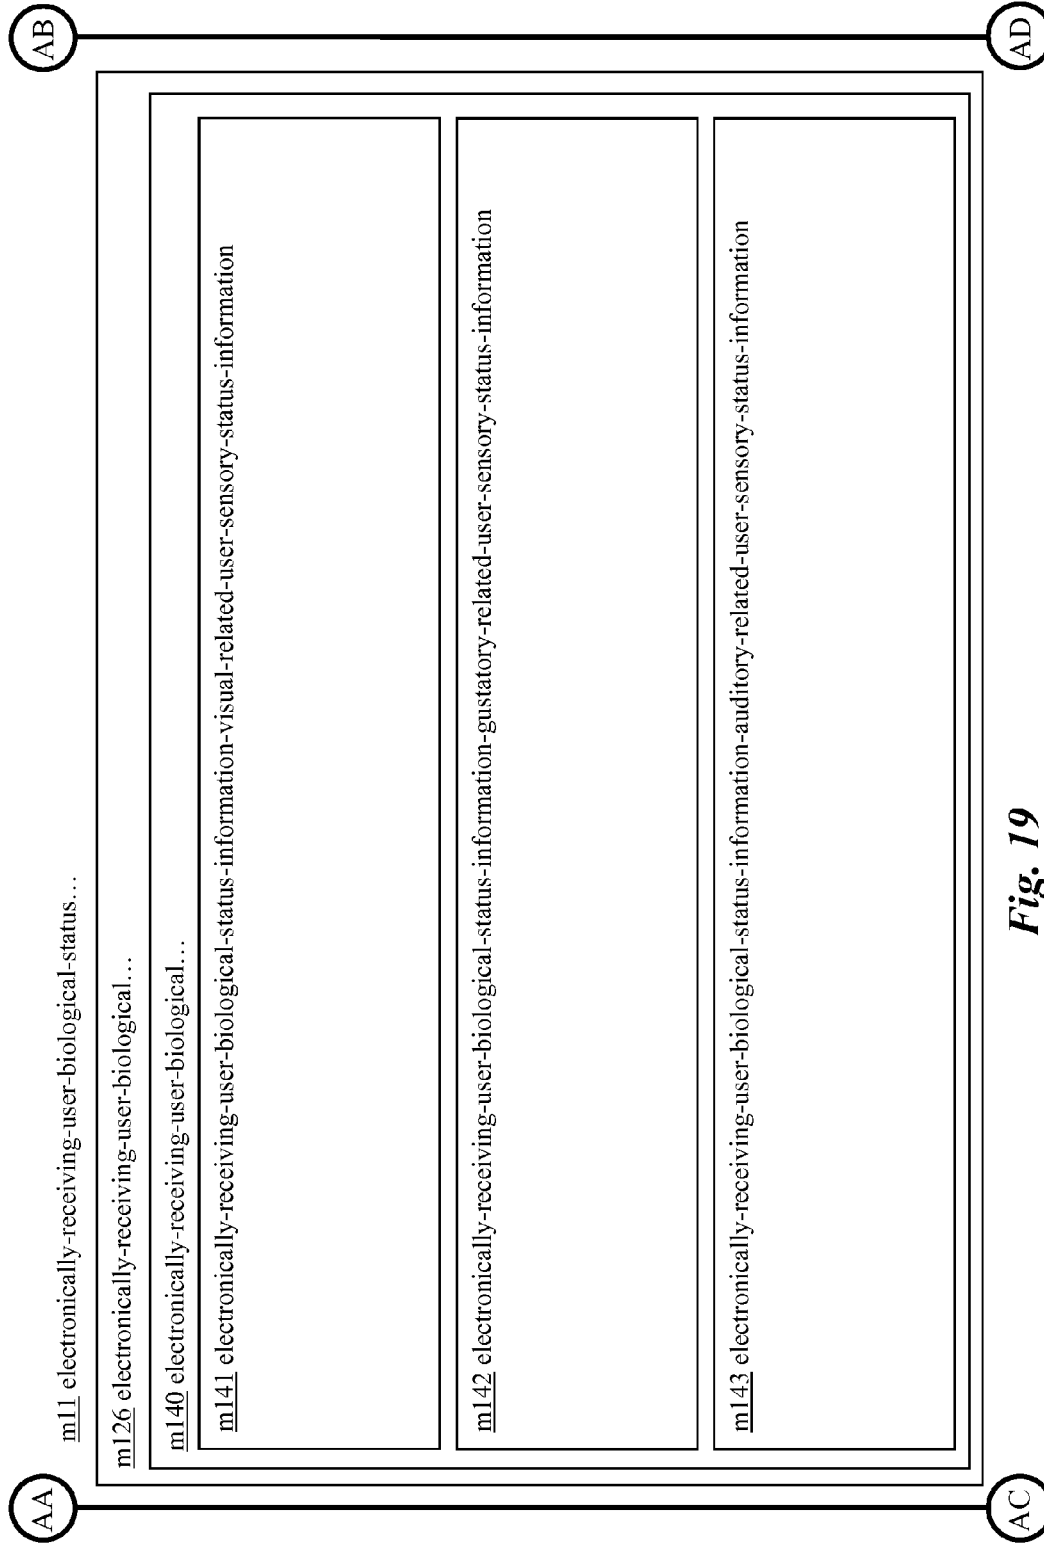 AA
AB
m11 electronically-receiving-user-biological-status…
m126 electronically-receiving-user-biological…
m140 electronically-receiving-user-biological…
m141 electronically-receiving-user-biological-status-information-visual-related-user-sensory-status-information
m142 electronically-receiving-user-biological-status-information-gustatory-related-user-sensory-status-information
m143 electronically-receiving-user-biological-status-information-auditory-related-user-sensory-status-information
AC
AD
Fig. 19